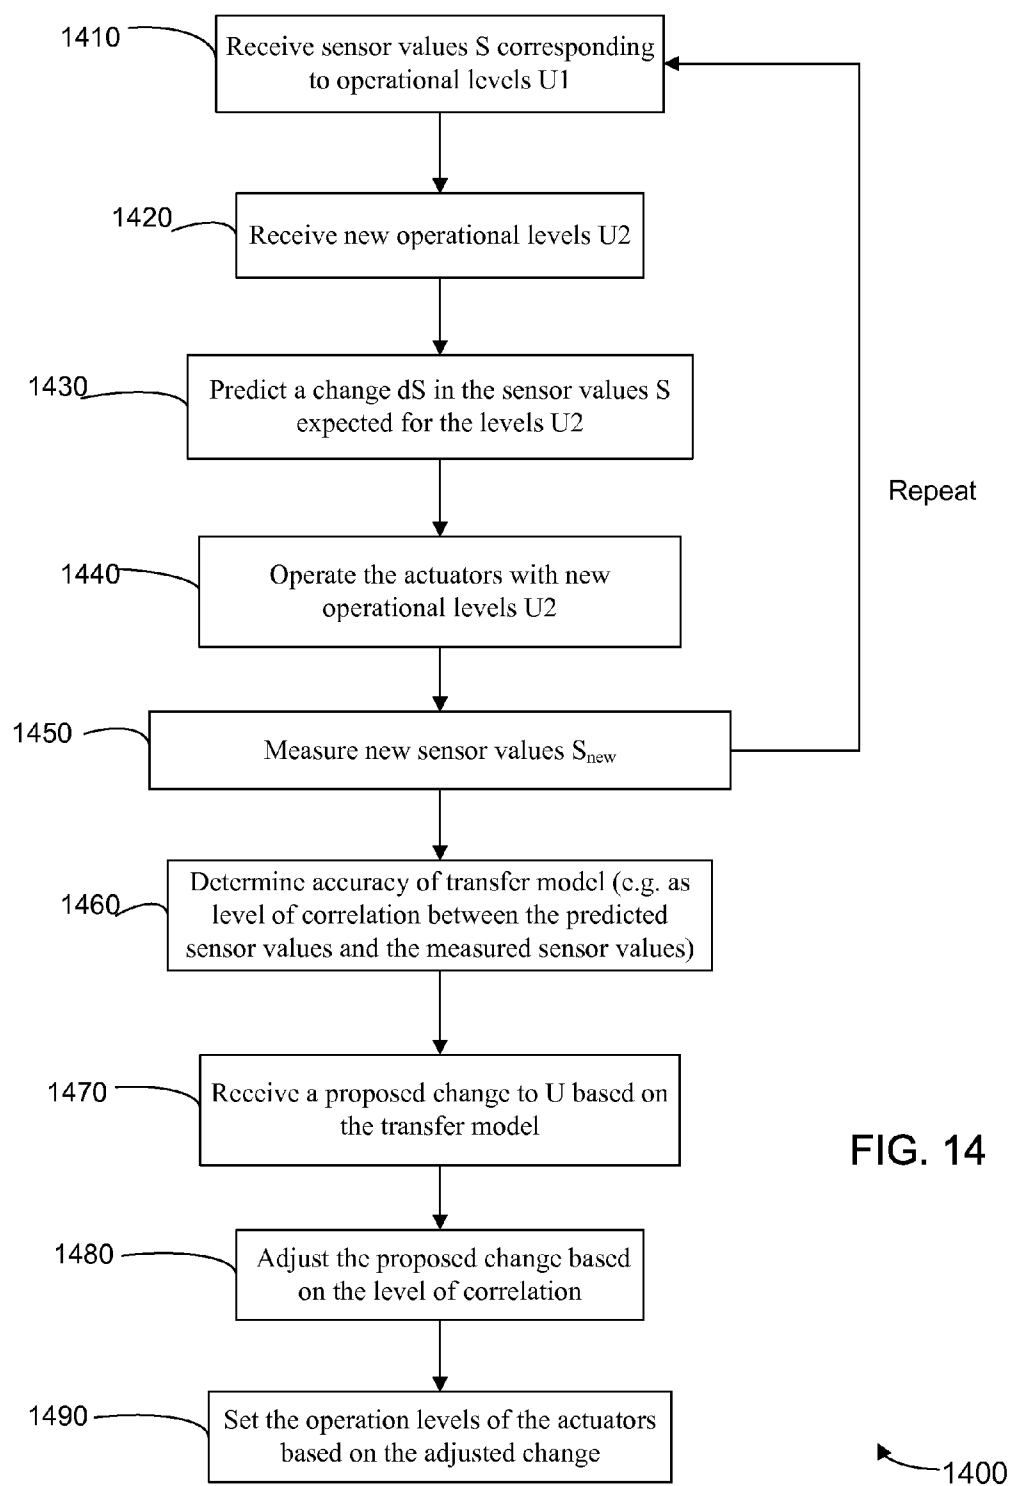 1410
Receive sensor values S corresponding
to operational levels U1
1420
Receive new operational levels U2
1430
Predict a change dS in the sensor values S
expected for the levels U2
Repeat
1440
Operate the actuators with new
operational levels U2
1450
Measure new sensor values Snew
1460
Determine accuracy of transfer model (e.g. as
level of correlation between the predicted
sensor values and the measured sensor values)
1470
Receive a proposed change to U based on
the transfer model
FIG. 14
1480
Adjust the proposed change based
on the level of correlation
1490
Set the operation levels of the actuators
based on the adjusted change
1400